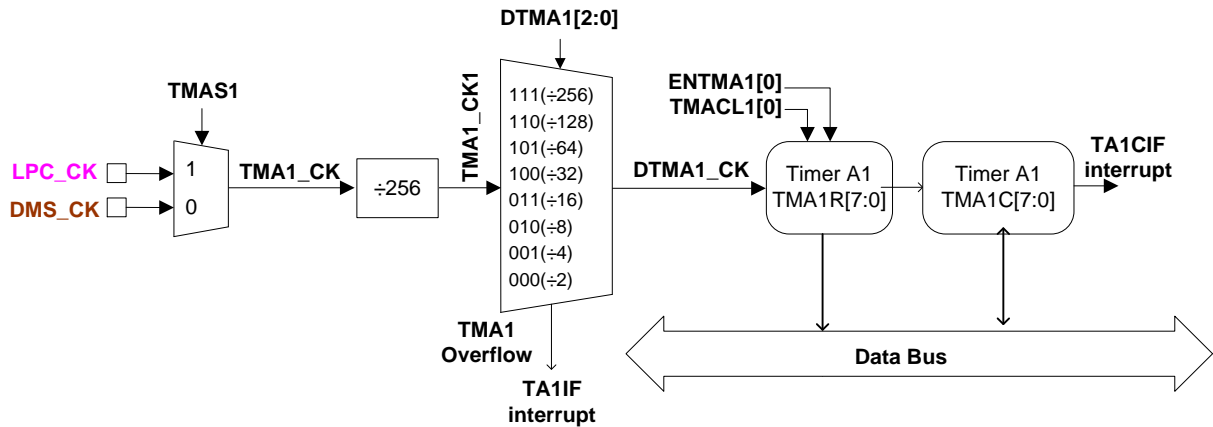 DTMA1[2:0]
TMAS1
LPC_CK
DMS_CK
1
0
TMA1_CK
÷256
TMA1_CK1
111(÷256)
110(÷128)
101(÷64)
100(÷32)
011(÷16)
010(÷8)
001(÷4)
000(÷2)
TMA1
Overflow
TA1IF
interrupt
DTMA1_CK
ENTMA1[0]
TMACL1[0]
Timer A1
TMA1R[7:0]
Timer A1
TMA1C[7:0]
TA1CIF
interrupt
Data Bus